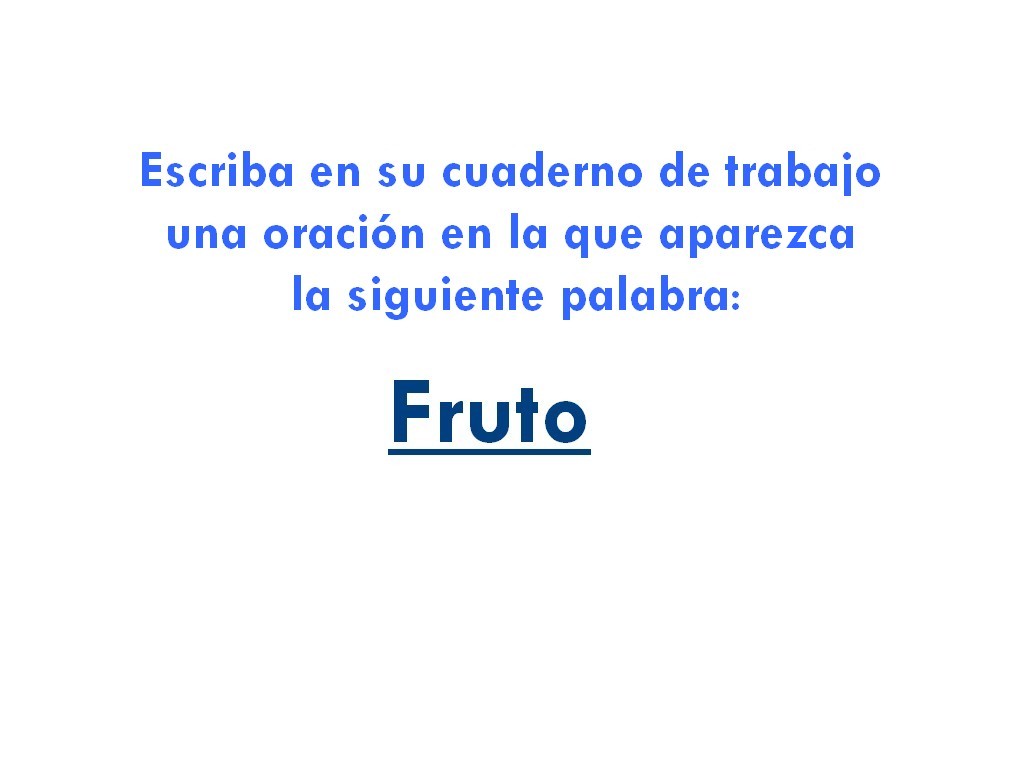 Escriba en su cuaderno de trabajo
una oración en la que aparezca
la siguiente palabra:
Fruto